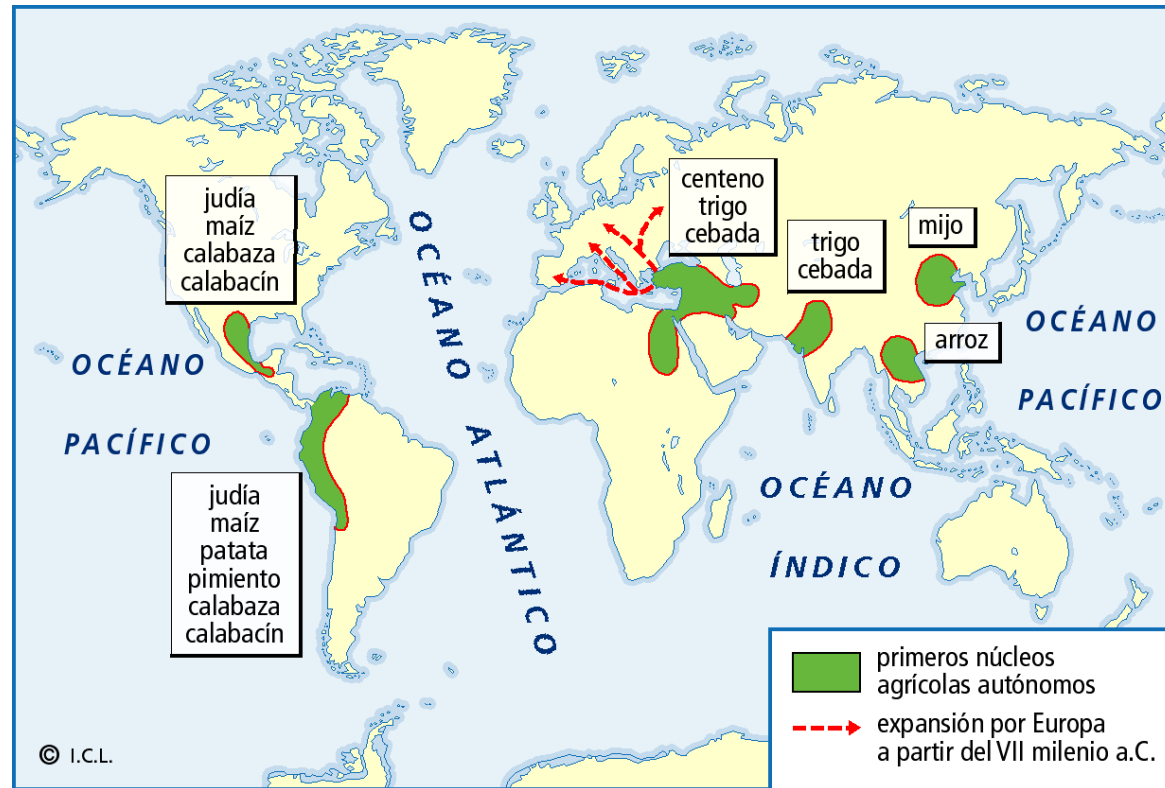 judía
maíz
calabaza
calabacín
OCÉANO
PACÍFICO
judía
maíz
patata
pimiento
calabaza
calabacín
OCÉANO ATLÁNTICO
centeno
trigo
cebada
trigo
cebada
mijo
arroz
OCÉANO
PACÍFICO
OCÉANO
ÍNDICO
primeros núcleos
agrícolas autónomos
expansión por Europa
a partir del VII milenio a.C.
© I.C.L.